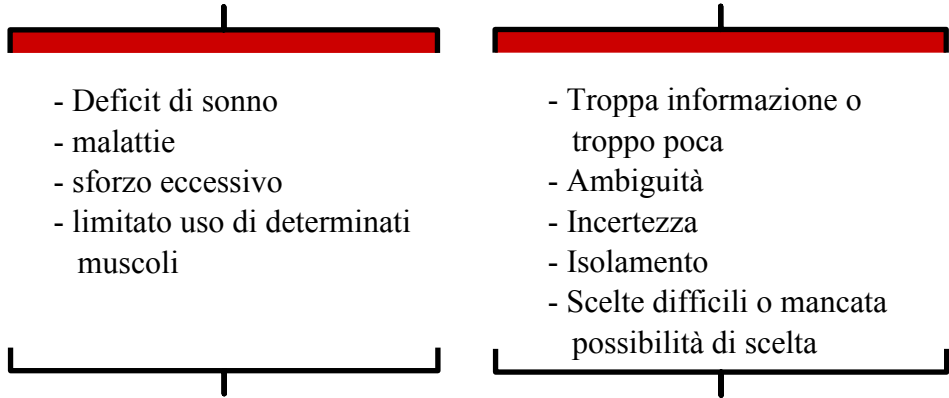 - Deficit di sonno
- malattie
- sforzo eccessivo
- limitato uso di determinati
muscoli
- Troppa informazione o
troppo poca
- Ambiguità
- Incertezza
- Isolamento
- Scelte difficili o mancata
possibilità di scelta